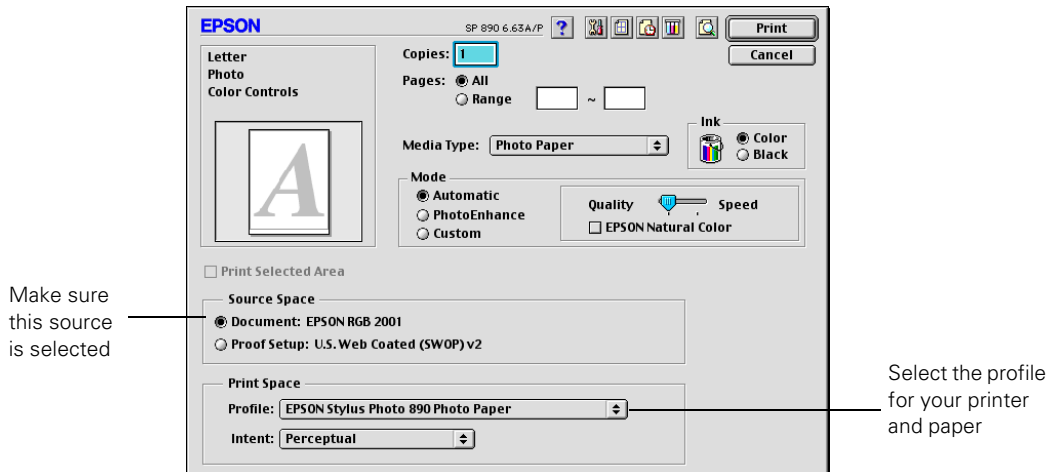 EPSON
SP 890 6.63A/P
?
Print
Cancel
Letter
Photo
Color Controls
A
Copies: 1
Pages: All
Range ~
Media Type: Photo Paper
Ink
Color
Black
Mode
Automatic
PhotoEnhance
Custom
Quality Speed
EPSON Natural Color
Print Selected Area
Source Space
Document: EPSON RGB 2001
Proof Setup: U.S. Web Coated (SWOP) v2
Make sure
this source
is selected
Print Space
Profile: EPSON Stylus Photo 890 Photo Paper
Intent: Perceptual
Select the profile
for your printer
and paper